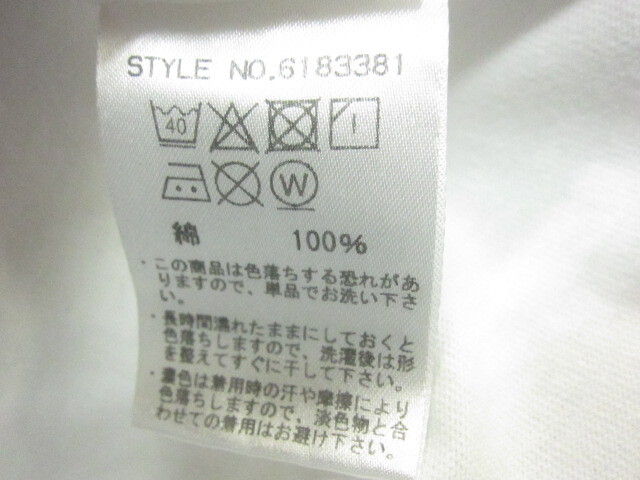 STYLE NO.6183381
40
W
綿 100%
・この商品は色落ちする恐れがあ
りますので、単品でお洗い下さ
い。
・長時間濡れたままにしておくと
色落ちしますので、洗濯後は形
を整えてすぐに干して下さい。
・濃色は着用時の汗や摩擦により
色落ちしますので、淡色物と合
わせての着用はお避け下さい。